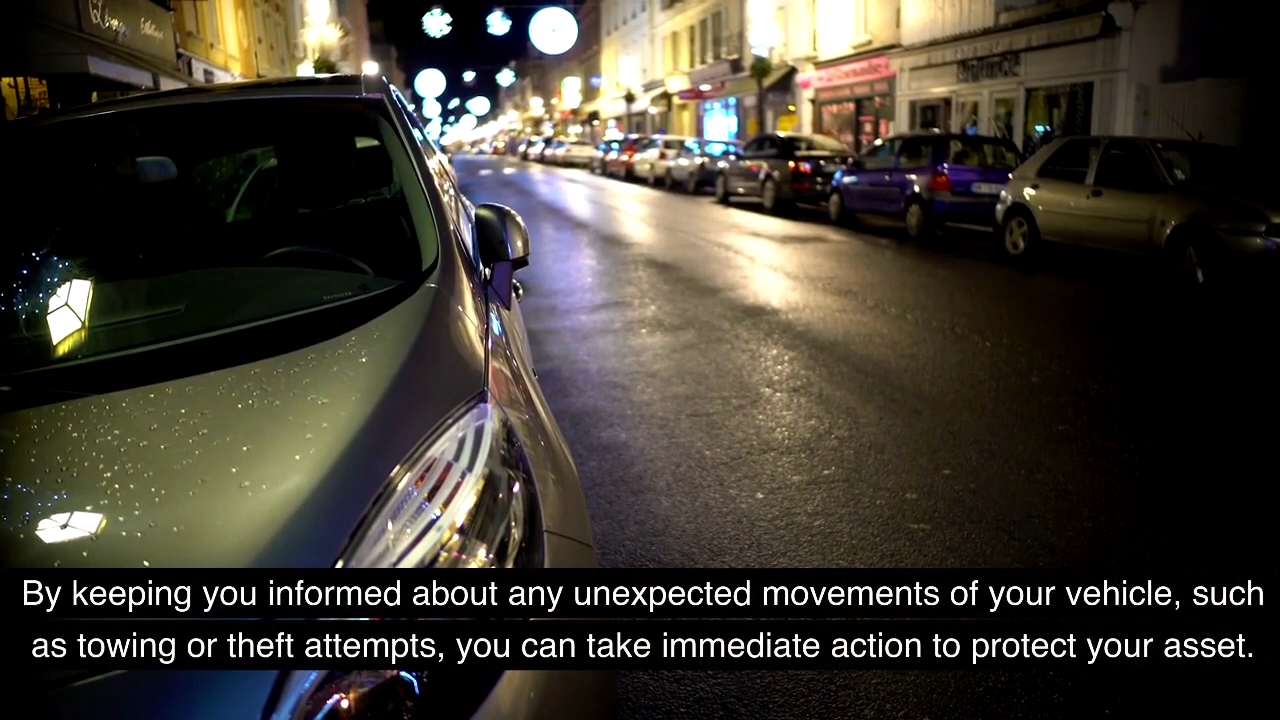 By keeping you informed about any unexpected movements of your vehicle, such
as towing or theft attempts, you can take immediate action to protect your asset.